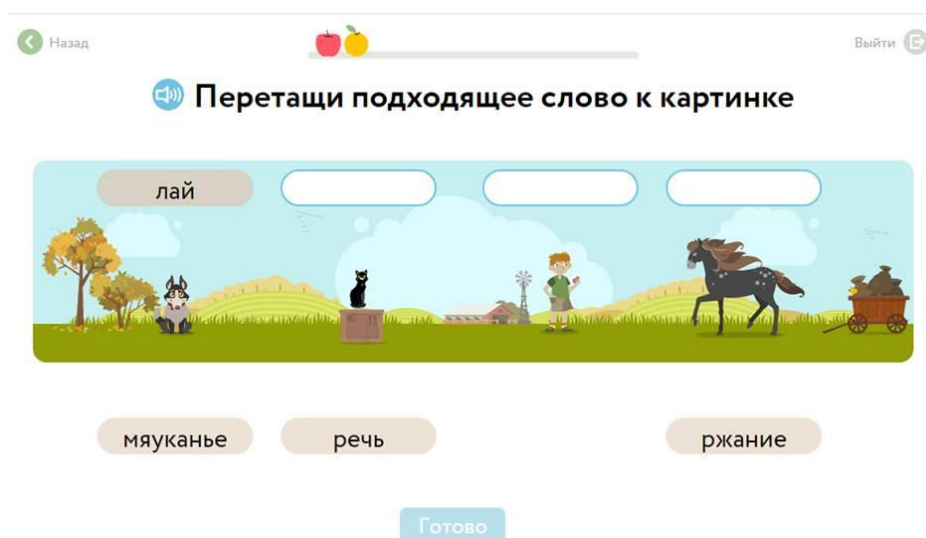 Назад
Выйти
Перетащи подходящее слово к картинке
лай
мяуканье
речь
ржание
Готово